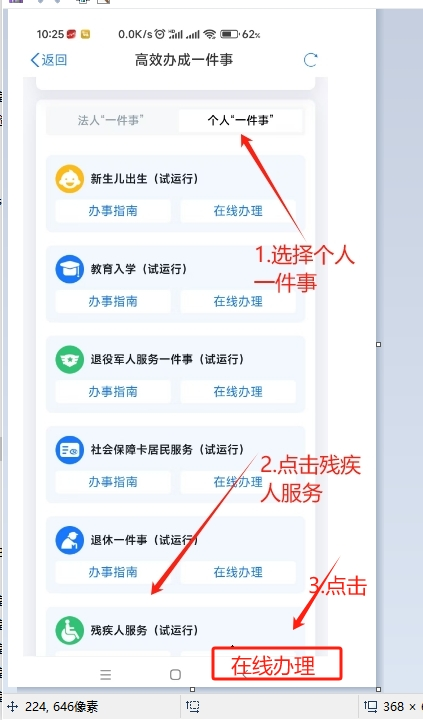 10:25
0.0K/s
62%
返回
高效办成一件事
法人“一件事”
个人“一件事”
新生儿出生（试运行）
办事指南
在线办理
1.选择个人
一件事
教育入学（试运行）
办事指南
在线办理
退役军人服务一件事（试运行）
办事指南
在线办理
社会保障卡居民服务（试运行）
办事指南
在线办理
2.点击残疾
人服务
退休一件事（试运行）
办事指南
在线办理
3.点击
残疾人服务（试运行）
在线办理
224, 646像素
368 ×